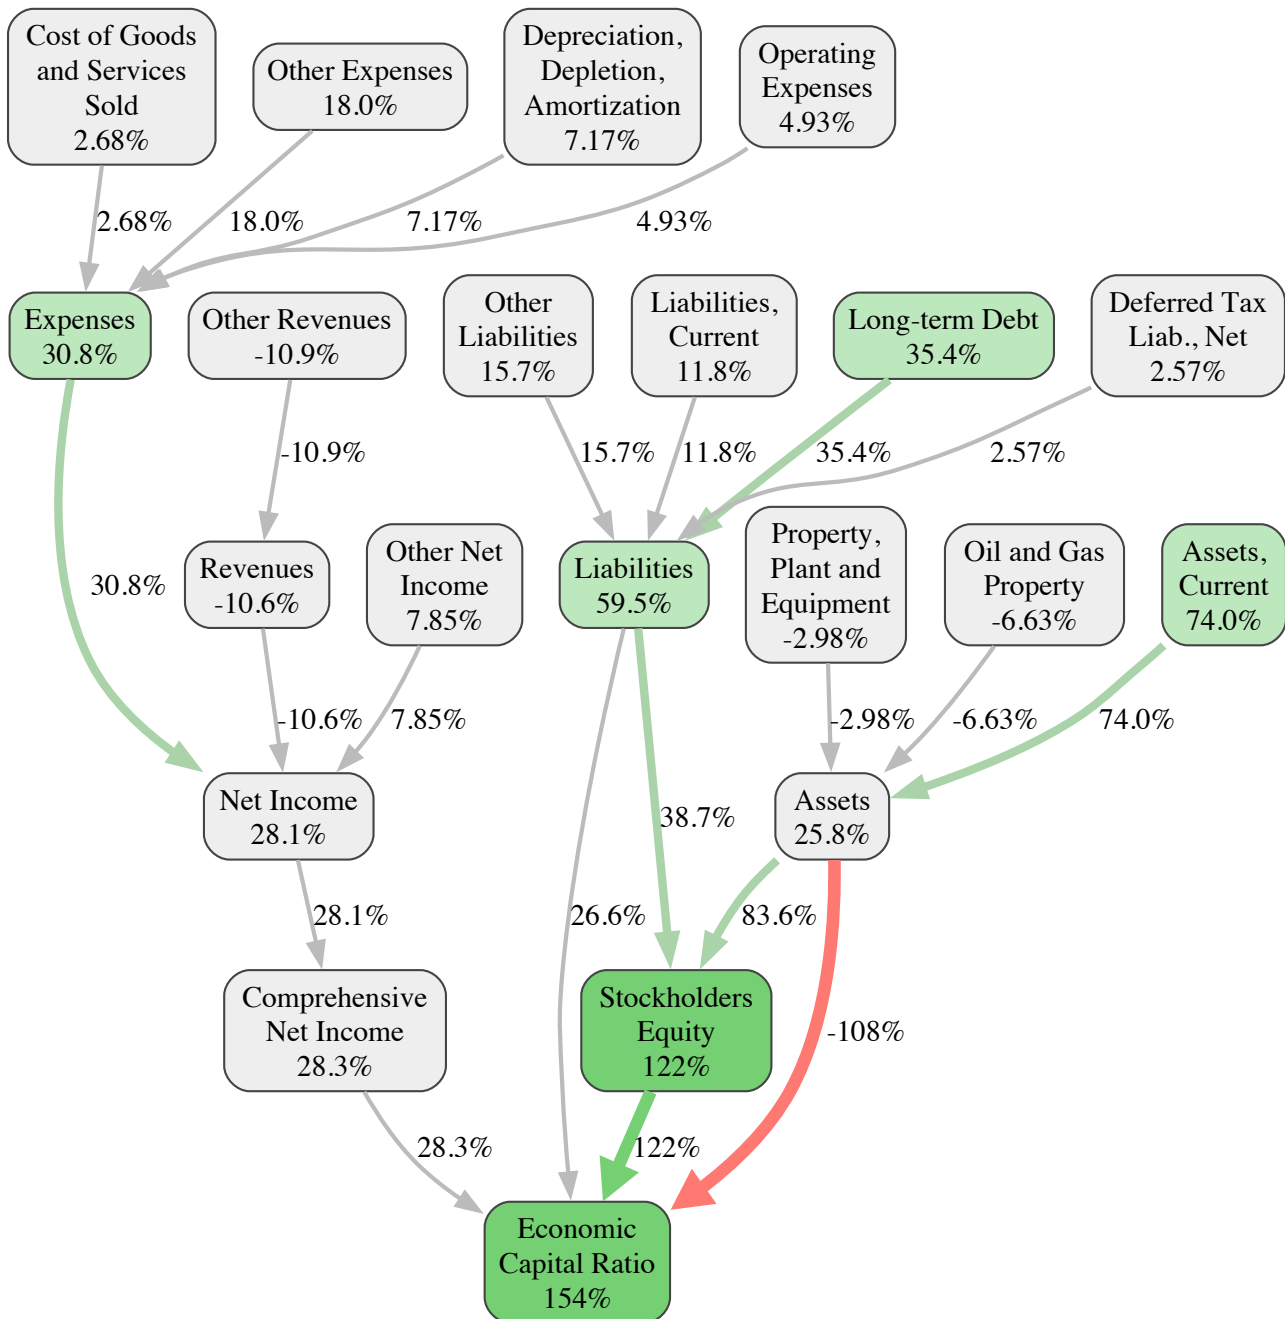 Cost of Goods
and Services
Sold
2.68%
Other Expenses
18.0%
Depreciation,
Depletion,
Amortization
7.17%
Operating
Expenses
4.93%
2.68%
18.0%
7.17%
4.93%
Expenses
30.8%
Other Revenues
-10.9%
Other
Liabilities
15.7%
Liabilities,
Current
11.8%
Long-term Debt
35.4%
Deferred Tax
Liab., Net
2.57%
-10.9%
15.7%
11.8%
35.4%
2.57%
30.8%
Revenues
-10.6%
Other Net
Income
7.85%
Liabilities
59.5%
Property,
Plant and
Equipment
-2.98%
Oil and Gas
Property
-6.63%
Assets,
Current
74.0%
-10.6%
7.85%
-2.98%
-6.63%
74.0%
Net Income
28.1%
38.7%
Assets
25.8%
28.1%
26.6%
83.6%
Comprehensive
Net Income
28.3%
Stockholders
Equity
122%
-108%
28.3%
122%
Economic
Capital Ratio
154%